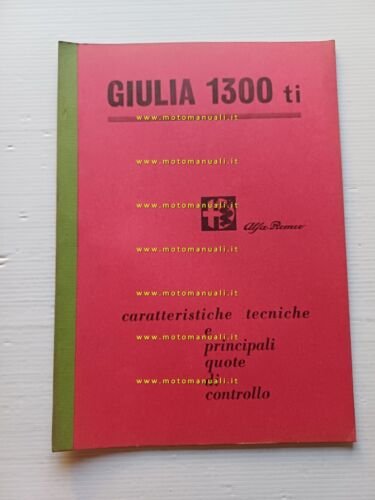 GIULIA 1300 ti
www.motomanuali.it
www.motomanuali.it
www.motomanuali.it
Alfa-Romeo
www.motomanuali.it
www.motomanuali.it
caratteristiche tecniche
e
www.motomanuali.it
principali
quote
di
www.motomanuali.it
controllo